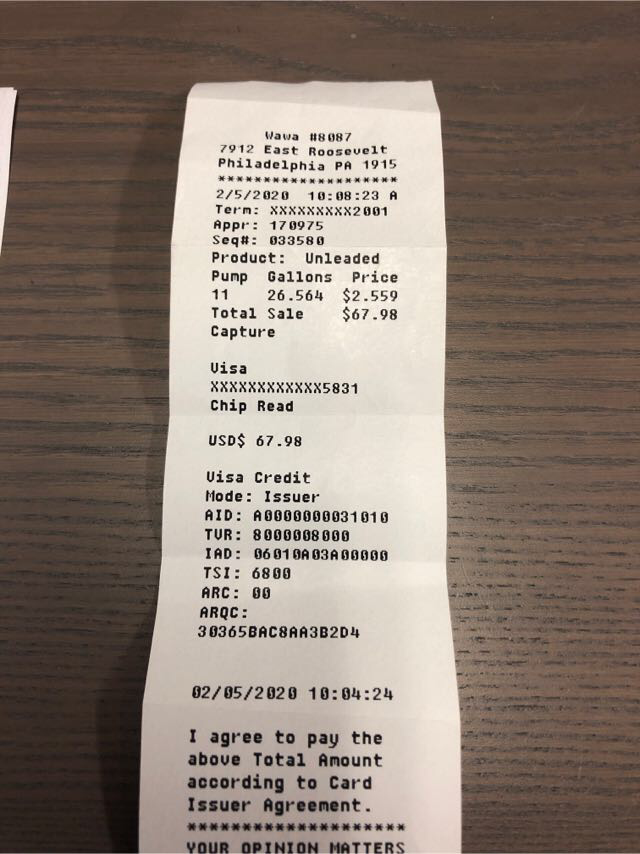 Wawa #8087
7912 East Roosevelt
Philadelphia PA 1915
********************
2/5/2020 10:08:23 A
Term: XXXXXXXXX2001
Appr: 170975
Seq#: 033580
Product: Unleaded
Pump Gallons Price
11 26.564 $2.559
Total Sale $67.98
Capture
Visa
XXXXXXXXXXXX5831
Chip Read
USD$ 67.98
Visa Credit
Mode: Issuer
AID: A0000000031010
TVR: 8000008000
IAD: 06010A03A00000
TSI: 6800
ARC: 00
ARQC:
30365BAC8AA3B2D4
02/05/2020 10:04:24
I agree to pay the
above Total Amount
according to Card
Issuer Agreement.
********************
YOUR OPINION MATTERS